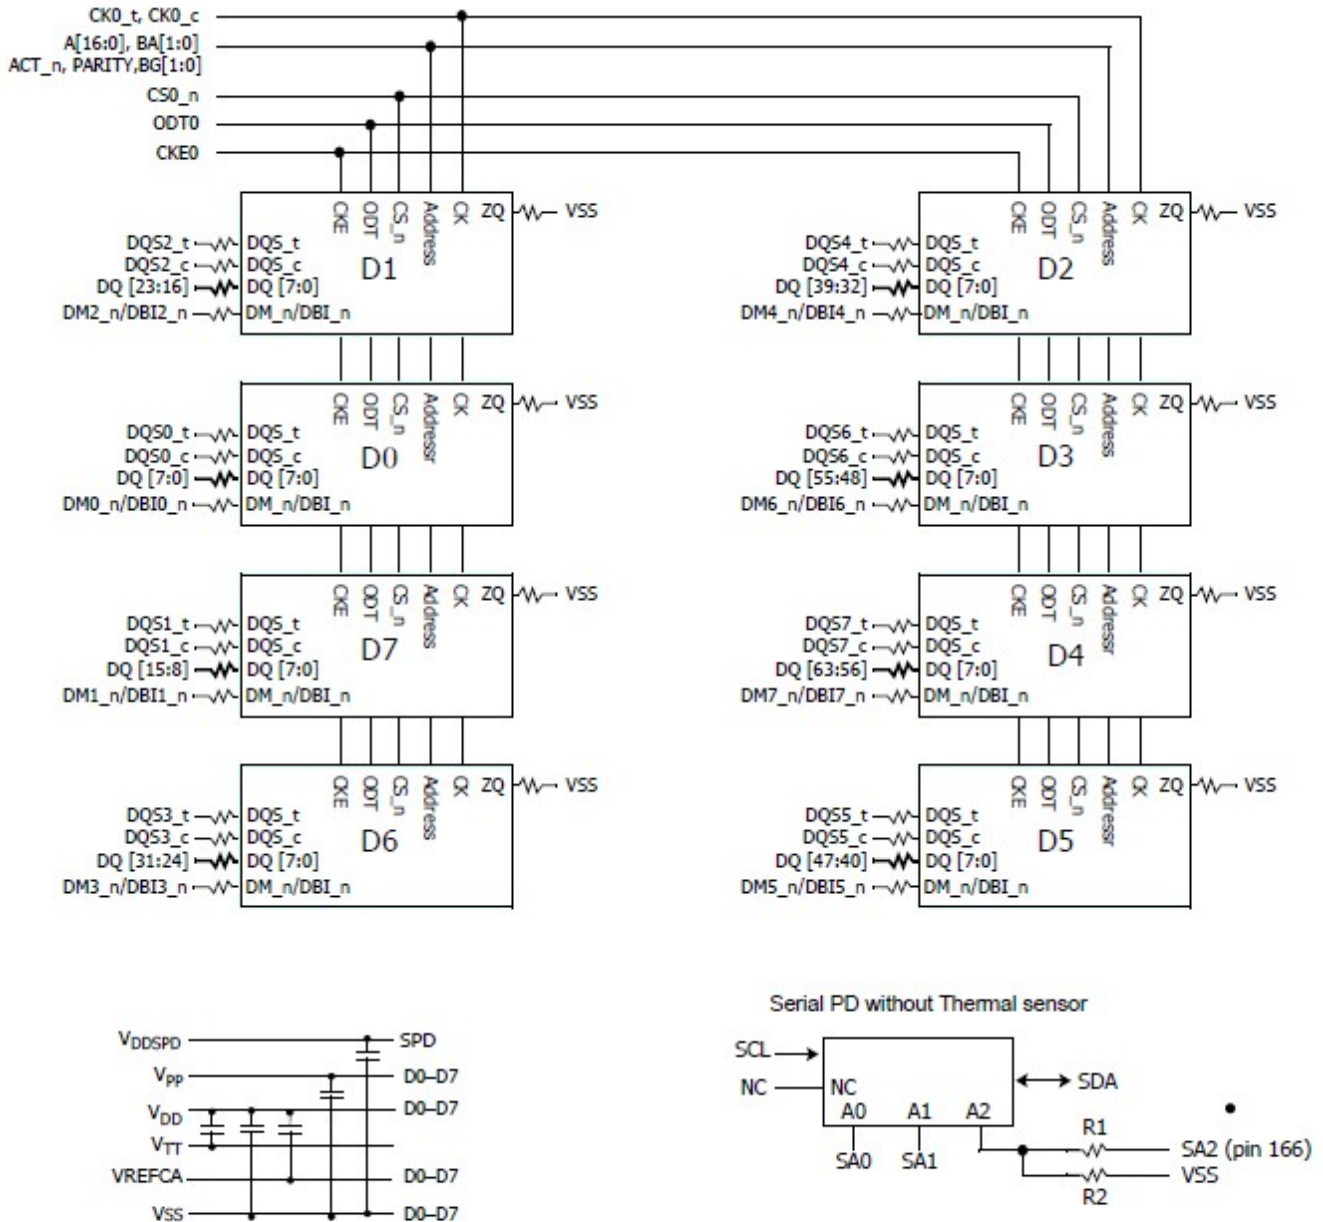 CK0_t, CK0_c
A[16:0], BA[1:0]
ACT_n, PARITY,BG[1:0]
CS0_n
ODT0
CKE0
CKE ODT CS_n Address CK ZQ VSS
DQS2_t DQS_t
DQS2_c DQS_c
D1
DQ [23:16] DQ [7:0]
DM2_n/DBI2_n DM_n/DBI_n
CKE ODT CS_n Address CK ZQ VSS
DQS4_t DQS_t
DQS4_c DQS_c
D2
DQ [39:32] DQ [7:0]
DM4_n/DBI4_n DM_n/DBI_n
CKE ODT CS_n Addressr CK ZQ VSS
DQS0_t DQS_t
DQS0_c DQS_c
D0
DQ [7:0] DQ [7:0]
DM0_n/DBI0_n DM_n/DBI_n
CKE ODT CS_n Address CK ZQ VSS
DQS6_t DQS_t
DQS6_c DQS_c
D3
DQ [55:48] DQ [7:0]
DM6_n/DBI6_n DM_n/DBI_n
CKE ODT CS_n Address CK ZQ VSS
DQS1_t DQS_t
DQS1_c DQS_c
D7
DQ [15:8] DQ [7:0]
DM1_n/DBI1_n DM_n/DBI_n
CKE ODT CS_n Addressr CK ZQ VSS
DQS7_t DQS_t
DQS7_c DQS_c
D4
DQ [63:56] DQ [7:0]
DM7_n/DBI7_n DM_n/DBI_n
CKE ODT CS_n Address CK ZQ VSS
DQS3_t DQS_t
DQS3_c DQS_c
D6
DQ [31:24] DQ [7:0]
DM3_n/DBI3_n DM_n/DBI_n
CKE ODT CS_n Addressr CK ZQ VSS
DQS5_t DQS_t
DQS5_c DQS_c
D5
DQ [47:40] DQ [7:0]
DM5_n/DBI5_n DM_n/DBI_n
VDDSPD SPD
VPP D0–D7
VDD D0–D7
VTT
VREFCA D0–D7
VSS D0–D7
Serial PD without Thermal sensor
SCL
NC NC
SDA
A0 A1 A2
SA0 SA1
R1
SA2 (pin 166)
VSS
R2